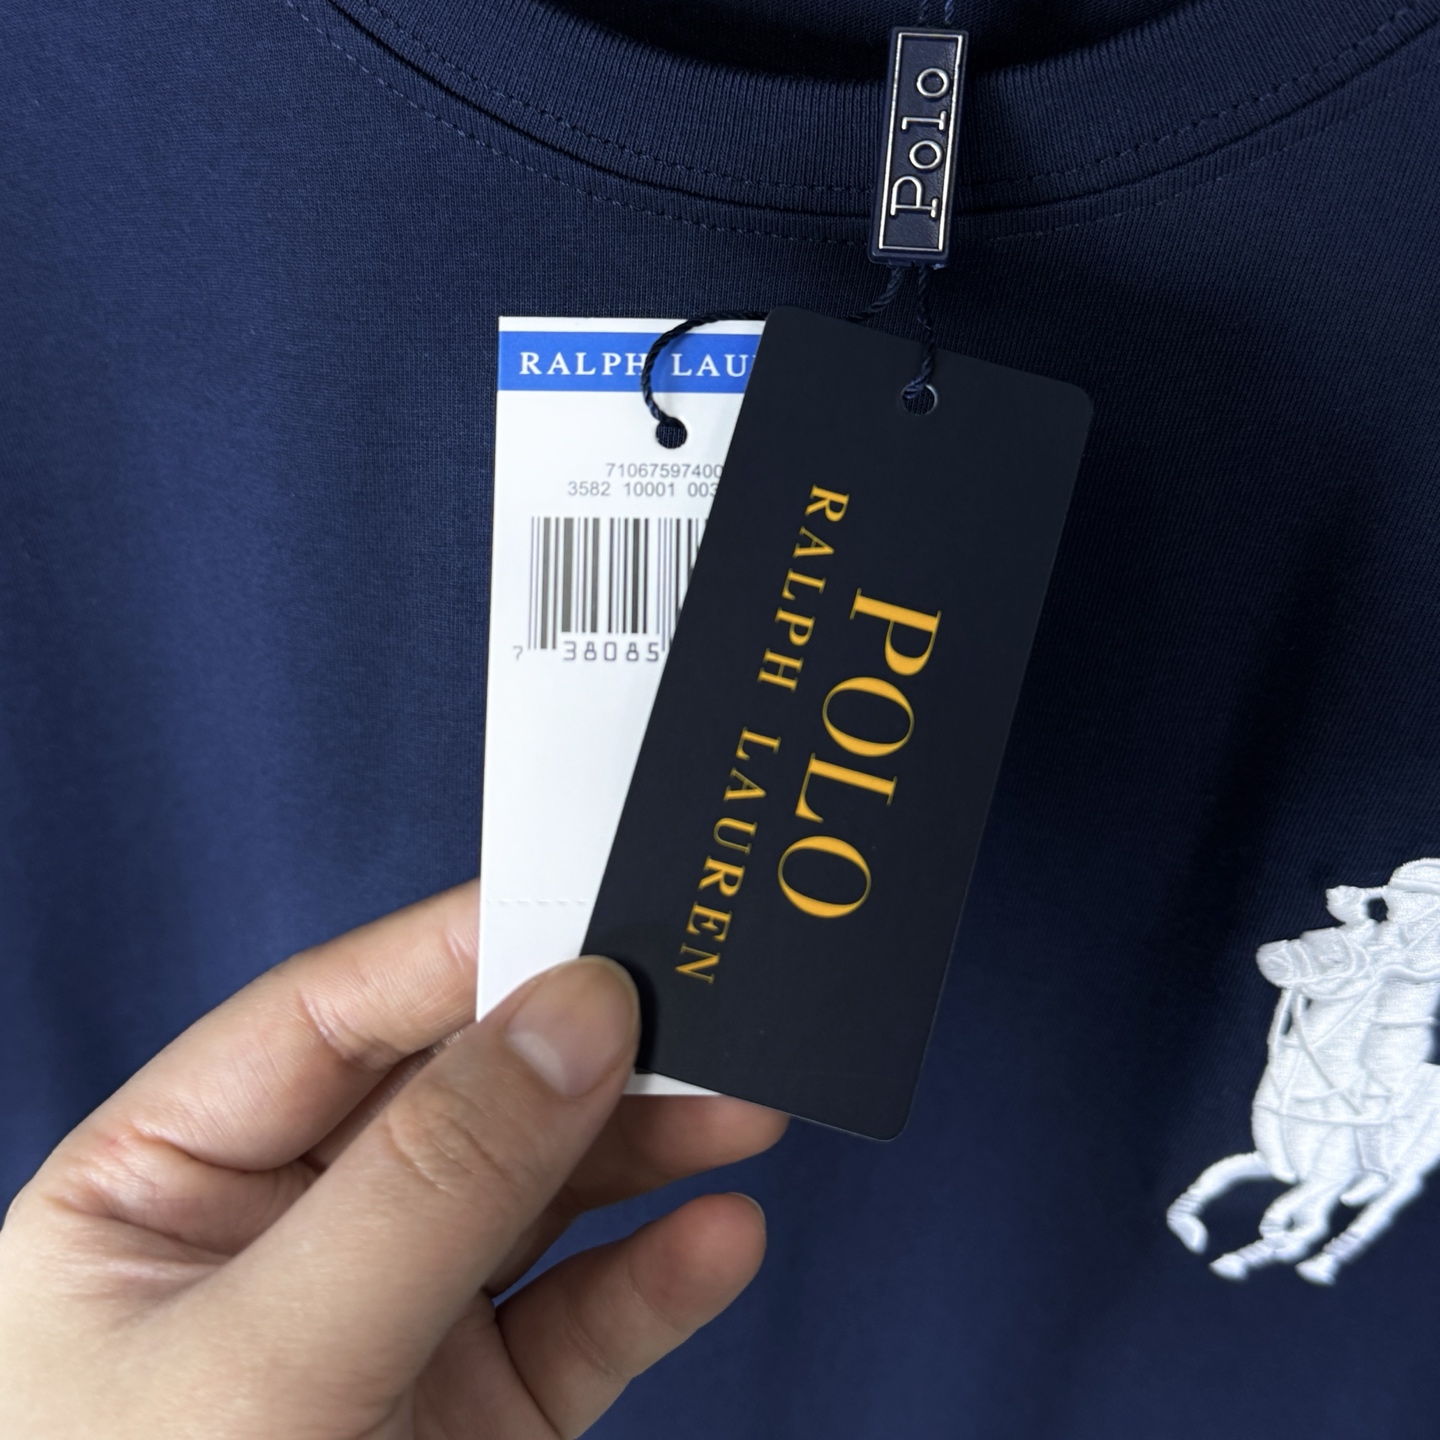 Polo
RALPH LAU
71067597400
3582 10001 003
7 38085
POLO
RALPH LAUREN